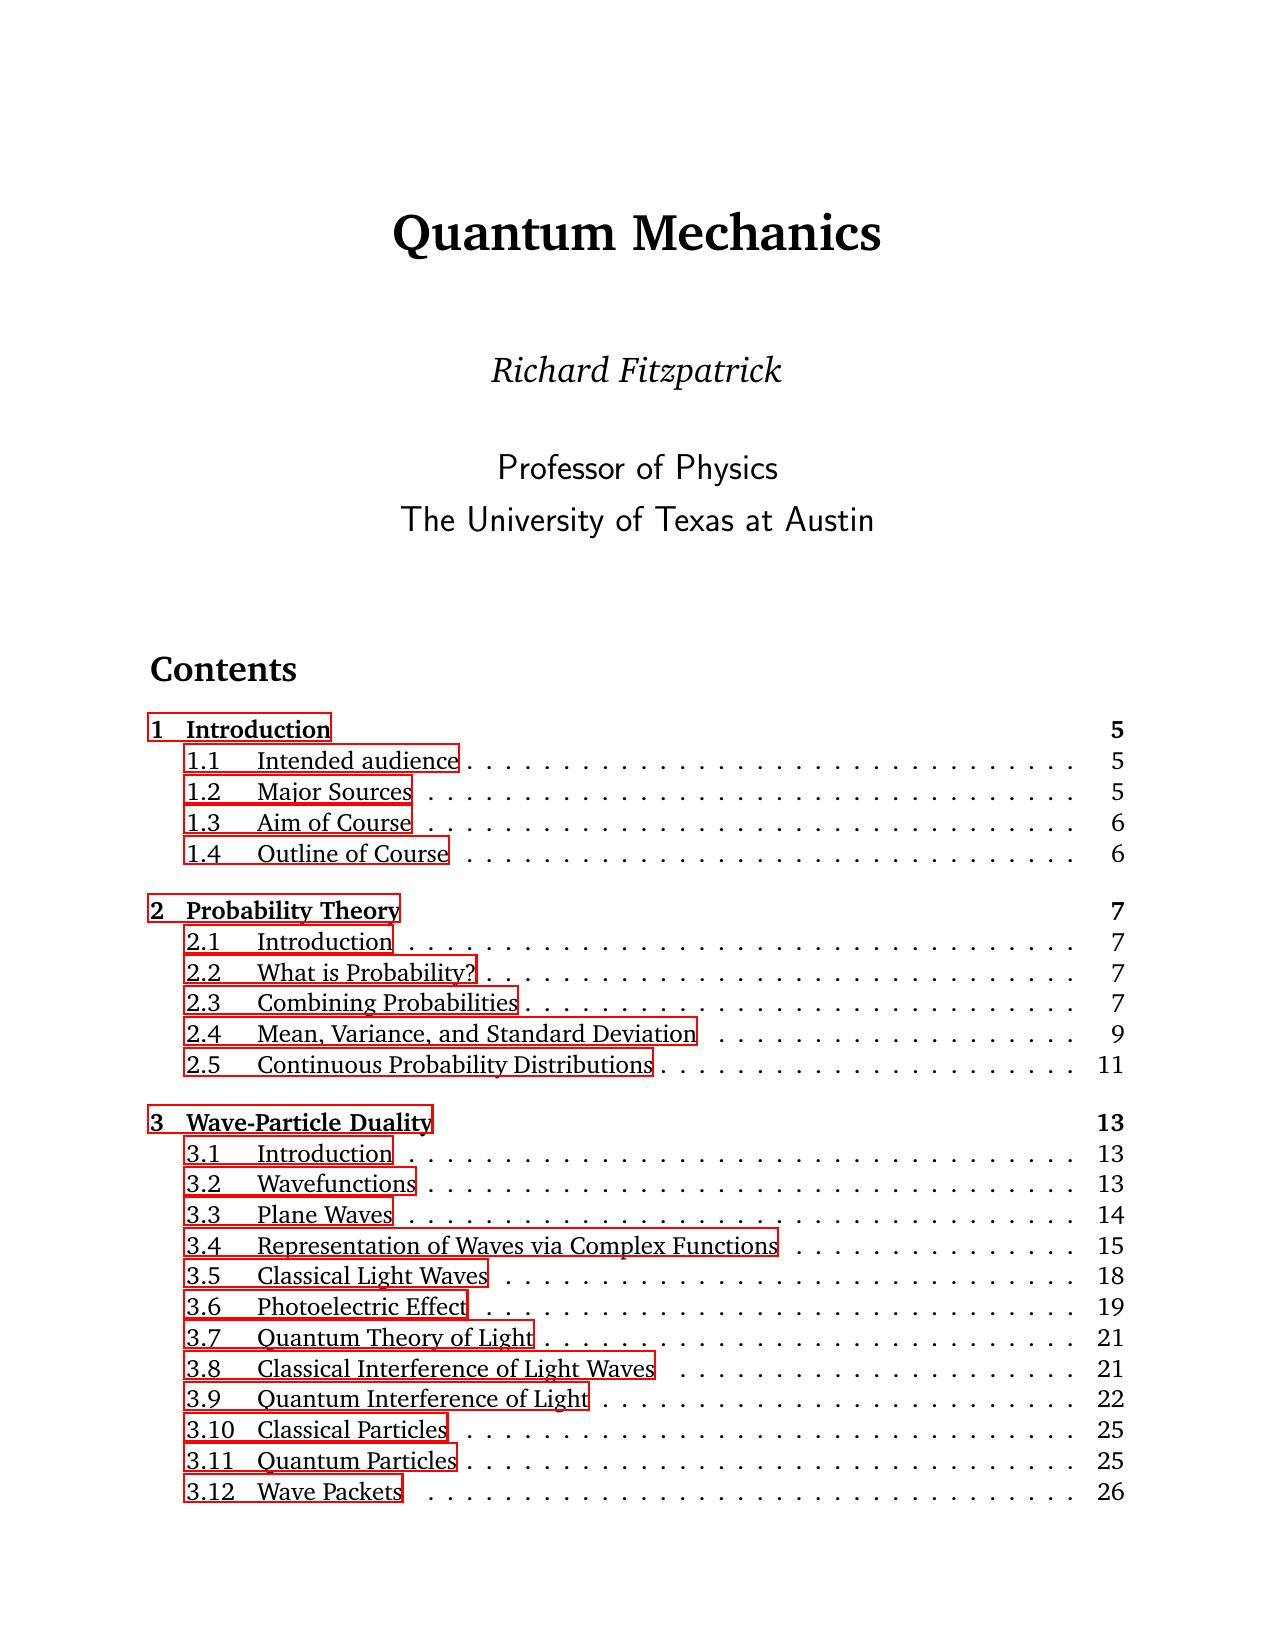 Quantum Mechanics
Richard Fitzpatrick
Professor of Physics
The University of Texas at Austin
Contents
1 Introduction 5
1.1 Intended audience . . . . . . . . . . . . . . . . . . . . . . . . . . . . . . . . 5
1.2 Major Sources . . . . . . . . . . . . . . . . . . . . . . . . . . . . . . . . . . 5
1.3 Aim of Course . . . . . . . . . . . . . . . . . . . . . . . . . . . . . . . . . . 6
1.4 Outline of Course . . . . . . . . . . . . . . . . . . . . . . . . . . . . . . . . 6
2 Probability Theory 7
2.1 Introduction . . . . . . . . . . . . . . . . . . . . . . . . . . . . . . . . . . . 7
2.2 What is Probability? . . . . . . . . . . . . . . . . . . . . . . . . . . . . . . . 7
2.3 Combining Probabilities . . . . . . . . . . . . . . . . . . . . . . . . . . . . . 7
2.4 Mean, Variance, and Standard Deviation . . . . . . . . . . . . . . . . . . . 9
2.5 Continuous Probability Distributions . . . . . . . . . . . . . . . . . . . . . . 11
3 Wave-Particle Duality 13
3.1 Introduction . . . . . . . . . . . . . . . . . . . . . . . . . . . . . . . . . . . 13
3.2 Wavefunctions . . . . . . . . . . . . . . . . . . . . . . . . . . . . . . . . . . 13
3.3 Plane Waves . . . . . . . . . . . . . . . . . . . . . . . . . . . . . . . . . . . 14
3.4 Representation of Waves via Complex Functions . . . . . . . . . . . . . . . 15
3.5 Classical Light Waves . . . . . . . . . . . . . . . . . . . . . . . . . . . . . . 18
3.6 Photoelectric Effect . . . . . . . . . . . . . . . . . . . . . . . . . . . . . . . 19
3.7 Quantum Theory of Light . . . . . . . . . . . . . . . . . . . . . . . . . . . . 21
3.8 Classical Interference of Light Waves . . . . . . . . . . . . . . . . . . . . . 21
3.9 Quantum Interference of Light . . . . . . . . . . . . . . . . . . . . . . . . . 22
3.10 Classical Particles . . . . . . . . . . . . . . . . . . . . . . . . . . . . . . . . 25
3.11 Quantum Particles . . . . . . . . . . . . . . . . . . . . . . . . . . . . . . . . 25
3.12 Wave Packets . . . . . . . . . . . . . . . . . . . . . . . . . . . . . . . . . . 26